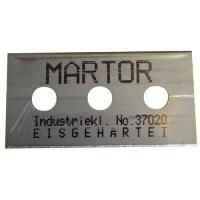 MARTOR
Industriekl. No. 37020
EISGEHÄRTET